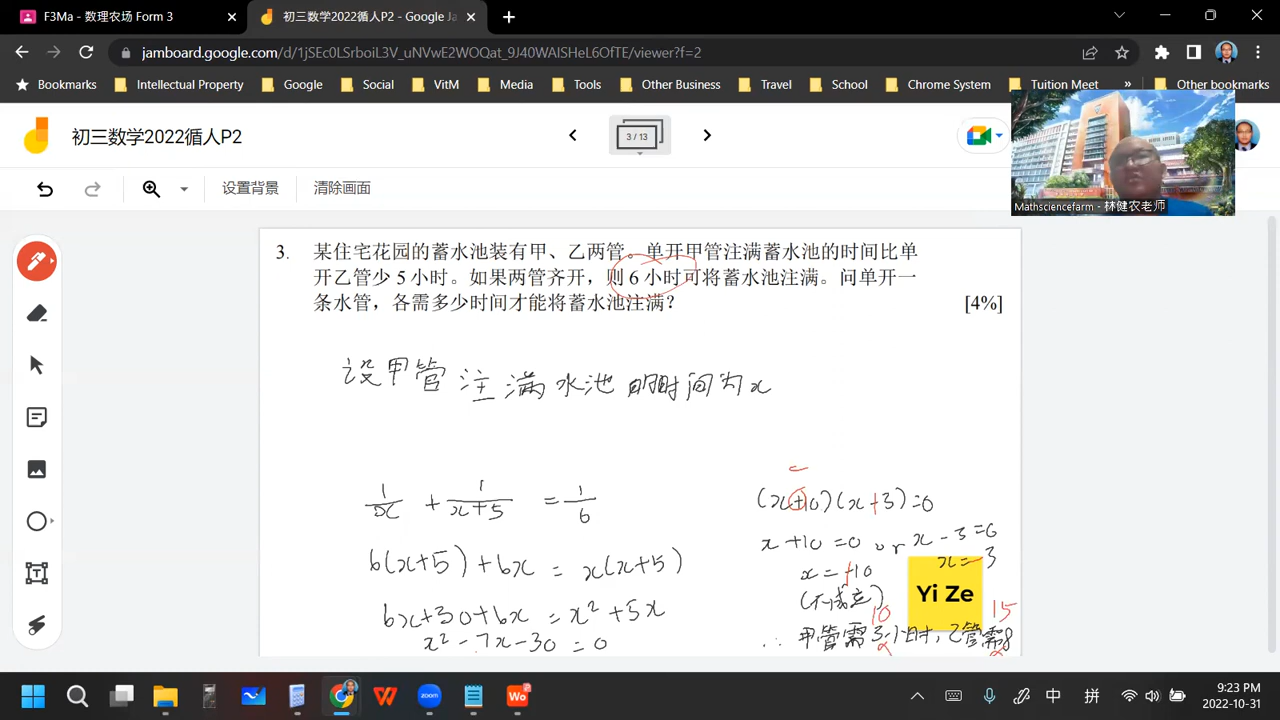 F3Ma - 数理农场 Form 3
初三数学2022循人P2 - Google Ja
jamboard.google.com/d/1jSEc0LSrboiL3V_uNVwE2WOQat_9J40WAlSHeL6OfTE/viewer?f=2
Bookmarks Intellectual Property Google Social VitM Media Tools Other Business Travel School Chrome System Tuition Meet » Other bookmarks
初三数学2022循人P2
3 / 13
设置背景 清除画面
Mathsciencefarm - 林健农老师
3. 某住宅花园的蓄水池装有甲、乙两管。单开甲管注满蓄水池的时间比单
开乙管少 5 小时。如果两管齐开，则 6 小时可将蓄水池注满。问单开一
条水管，各需多少时间才能将蓄水池注满？ [4%]
设甲管注满水池的时间为x
1/x + 1/(x+5) = 1/6
6(x+5)+6x = x(x+5)
6x+30+6x = x²+5x
x²-7x-30 = 0
(x+10)(x+3)=0
x+10=0 or x-3=0
x=-10 x=3
(不成立)
Yi Ze
10 15
∴ 甲管需3小时，乙管需8
9:23 PM
2022-10-31
中 拼
zoom
Wo